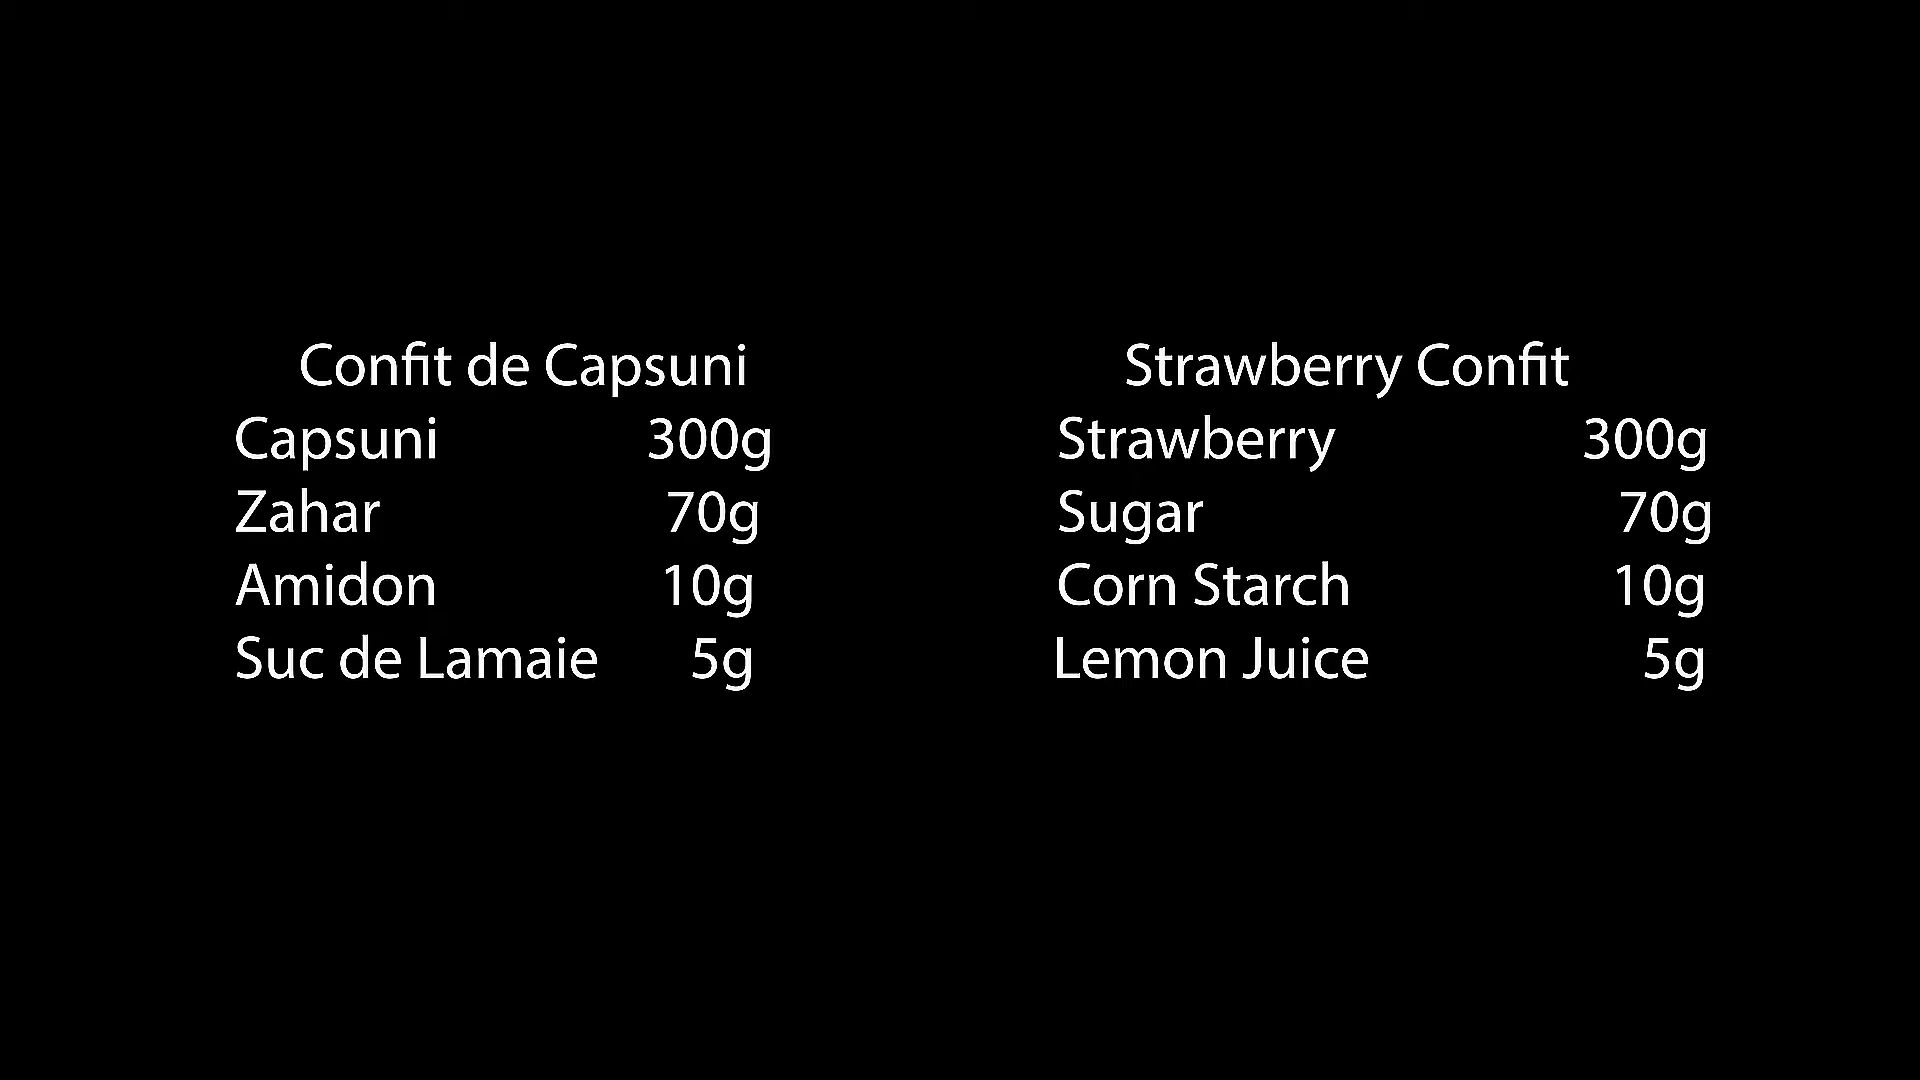 Confit de Capsuni
Capsuni 300g
Zahar 70g
Amidon 10g
Suc de Lamaie 5g
Strawberry Confit
Strawberry 300g
Sugar 70g
Corn Starch 10g
Lemon Juice 5g